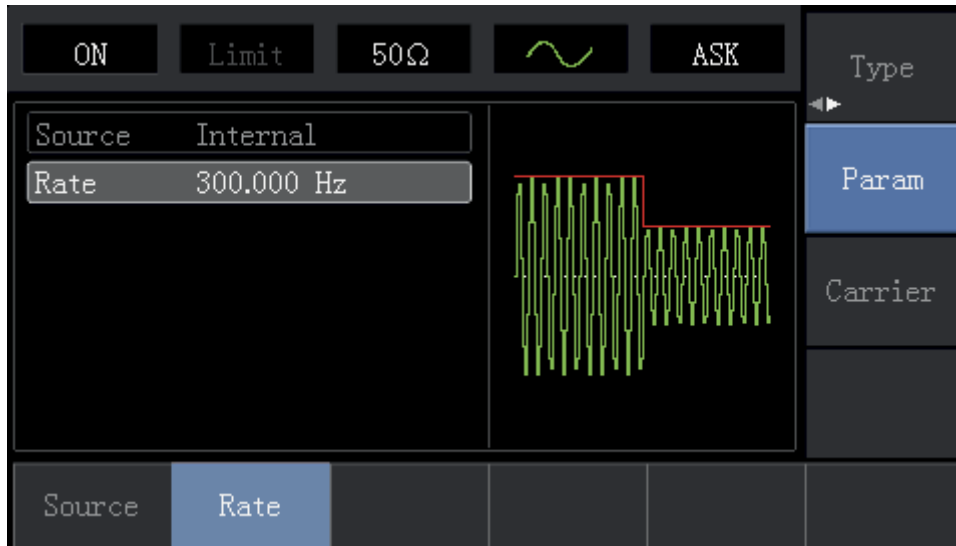 ON Limit 50Ω ASK
Type
Source Internal
Rate 300.000 Hz
Param
Carrier
Source Rate